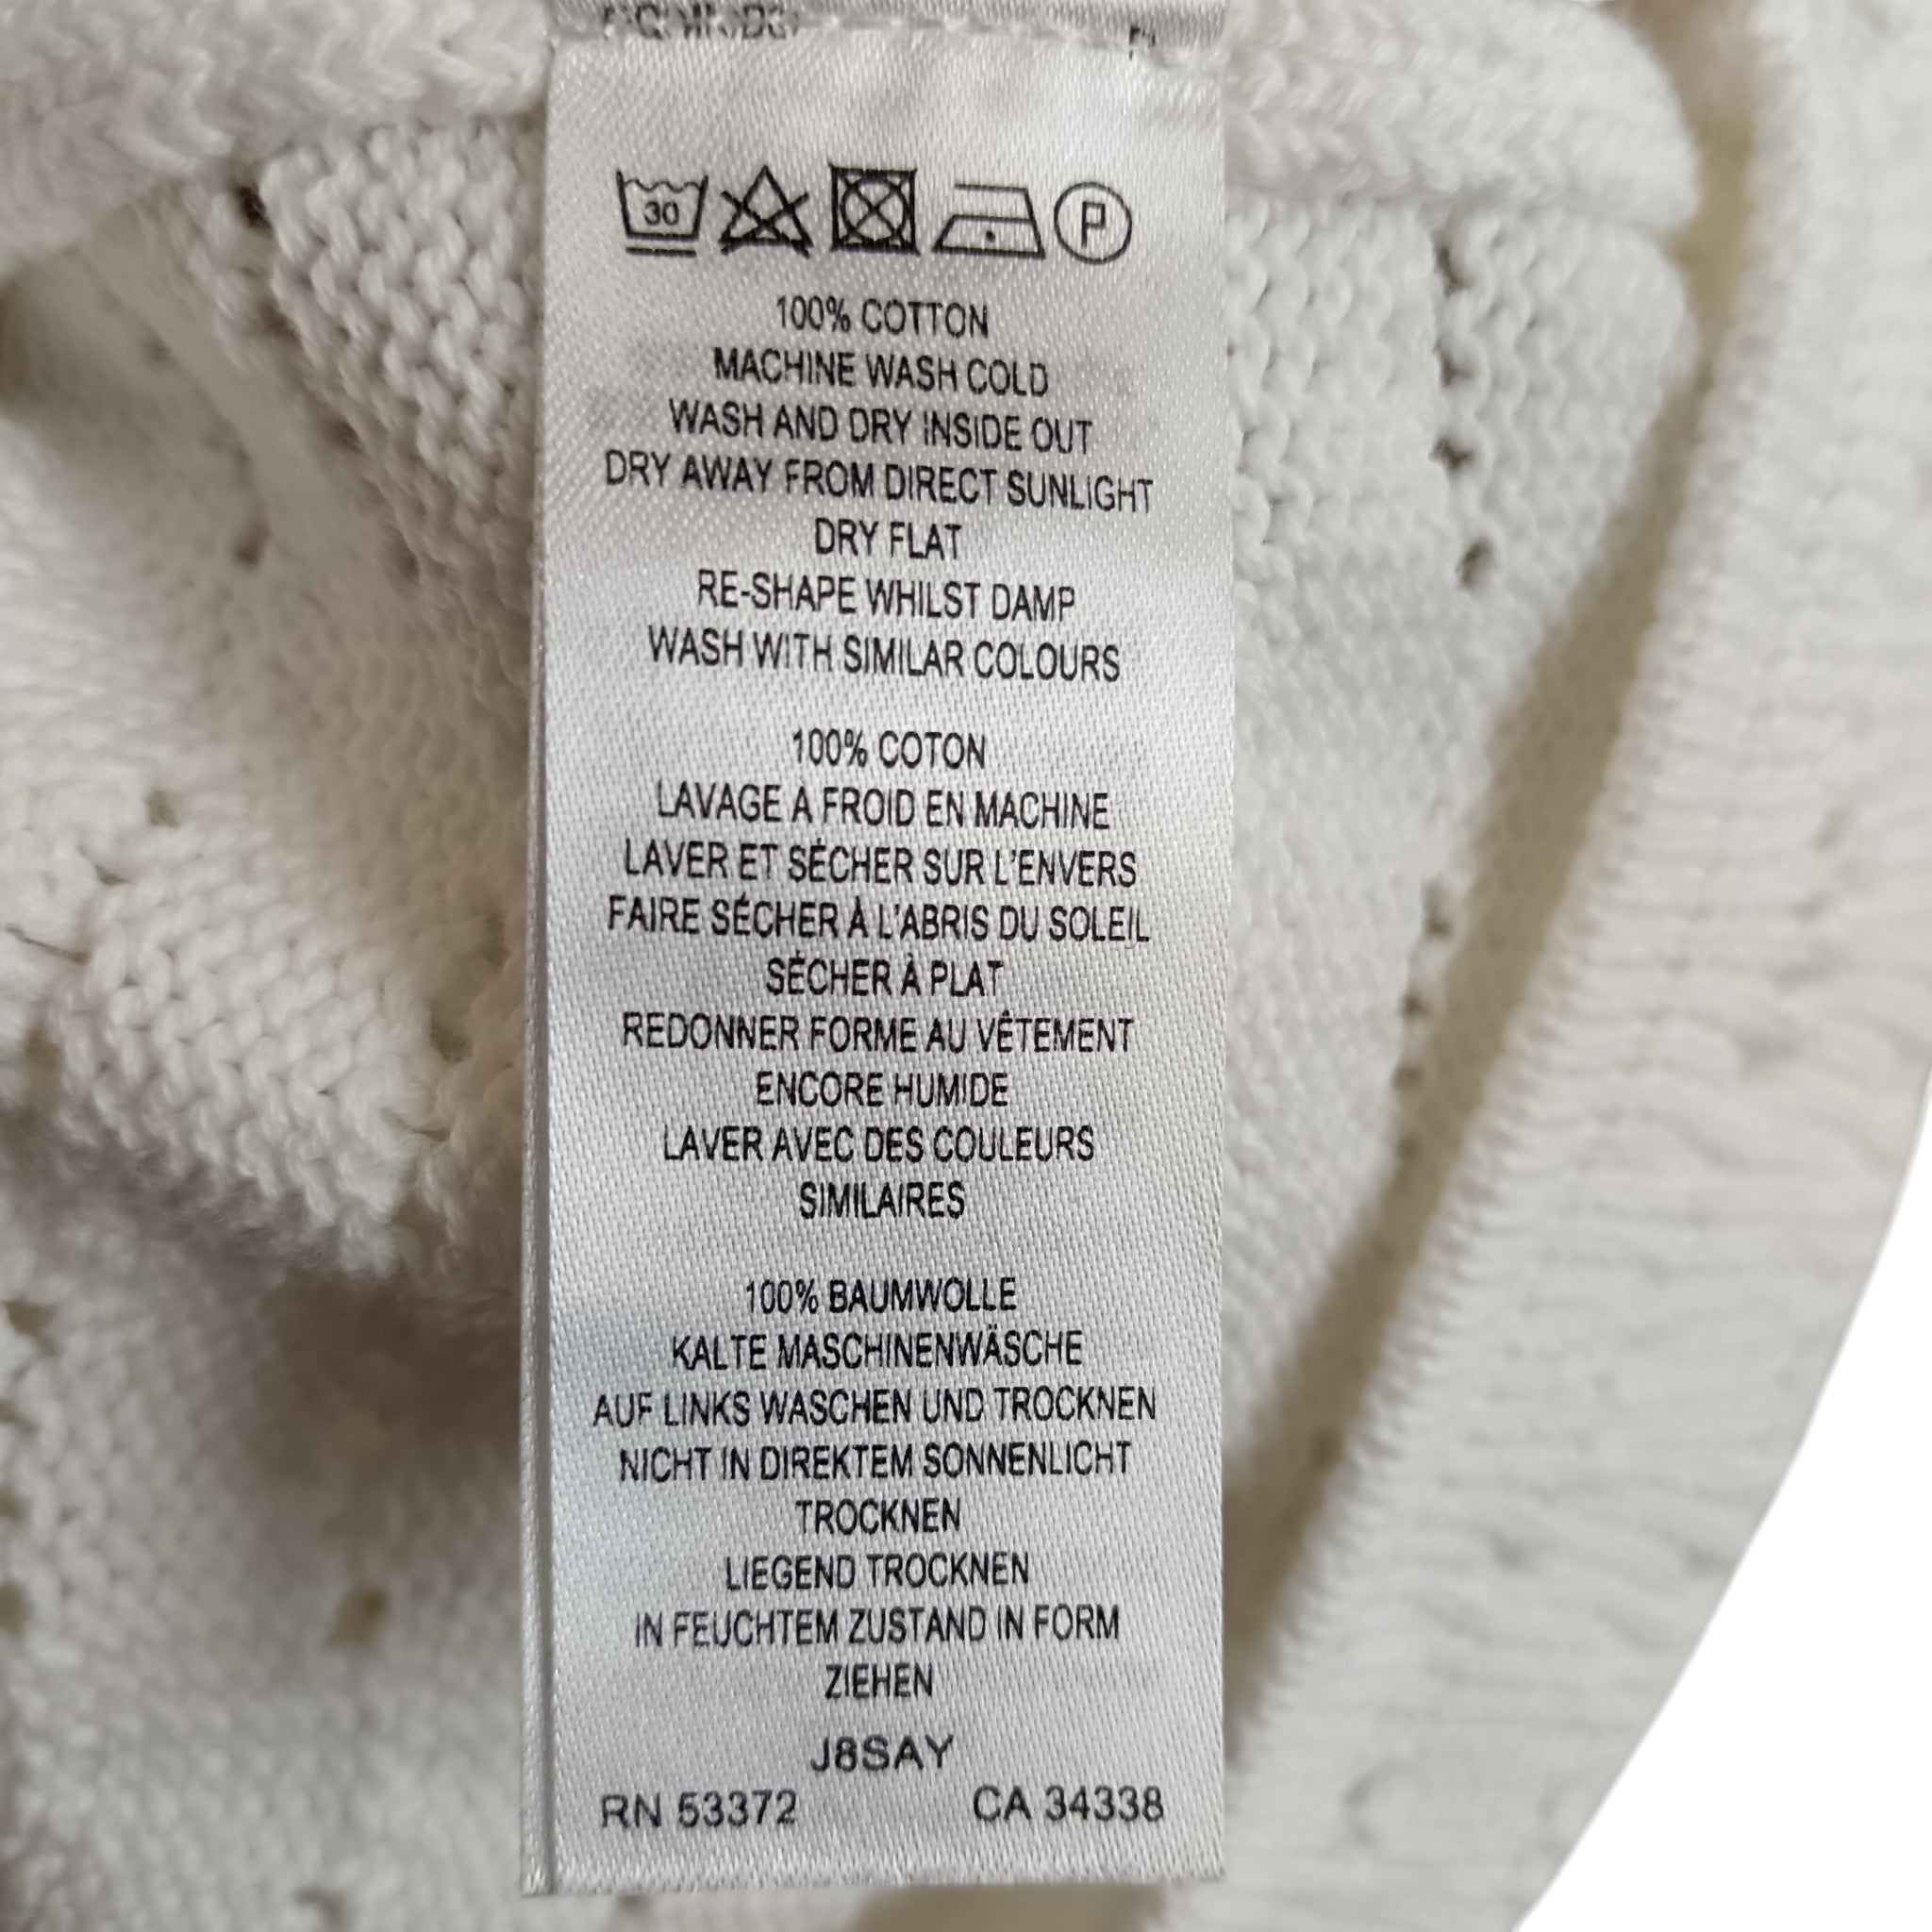 30
P
100% COTTON
MACHINE WASH COLD
WASH AND DRY INSIDE OUT
DRY AWAY FROM DIRECT SUNLIGHT
DRY FLAT
RE-SHAPE WHILST DAMP
WASH WITH SIMILAR COLOURS
100% COTON
LAVAGE À FROID EN MACHINE
LAVER ET SÉCHER SUR L'ENVERS
FAIRE SÉCHER À L'ABRIS DU SOLEIL
SÉCHER À PLAT
REDONNER FORME AU VÊTEMENT
ENCORE HUMIDE
LAVER AVEC DES COULEURS
SIMILAIRES
100% BAUMWOLLE
KALTE MASCHINENWÄSCHE
AUF LINKS WASCHEN UND TROCKNEN
NICHT IN DIREKTEM SONNENLICHT
TROCKNEN
LIEGEND TROCKNEN
IN FEUCHTEM ZUSTAND IN FORM
ZIEHEN
J8SAY
RN 53372 CA 34338